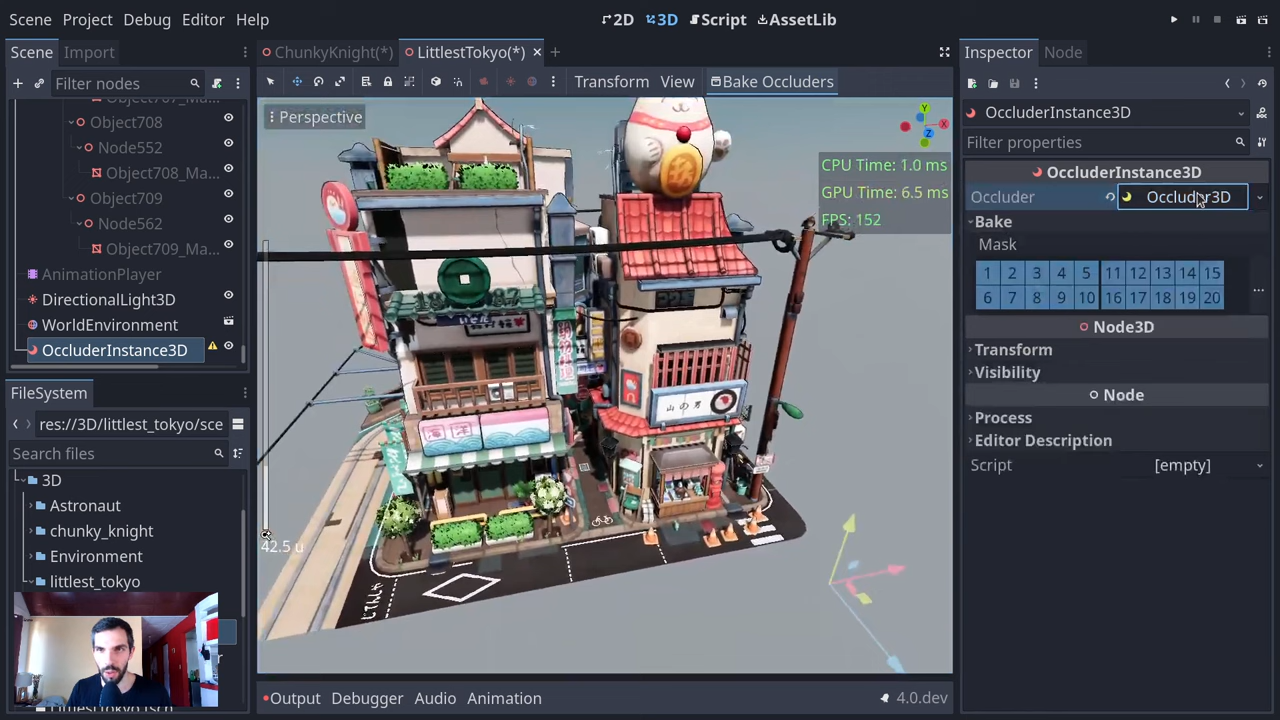 Scene Project Debug Editor Help
2D 3D Script AssetLib
Scene Import
ChunkyKnight(*) LittlestTokyo(*)
Inspector Node
Filter nodes
Transform View Bake Occluders
Object708
Node552
Object708_Ma...
Object709
Node562
Object709_Ma...
AnimationPlayer
DirectionalLight3D
WorldEnvironment
OccluderInstance3D
FileSystem
res://3D/littlest_tokyo/sce
Search files
3D
Astronaut
chunky_knight
Environment
littlest_tokyo
Perspective
CPU Time: 1.0 ms
GPU Time: 6.5 ms
FPS: 152
山の万
海 洋
42.5 u
Output Debugger Audio Animation
4.0.dev
OccluderInstance3D
Filter properties
OccluderInstance3D
Occluder Occluder3D
Bake
Mask
1 2 3 4 5 11 12 13 14 15
6 7 8 9 10 16 17 18 19 20
Node3D
Transform
Visibility
Node
Process
Editor Description
Script [empty]